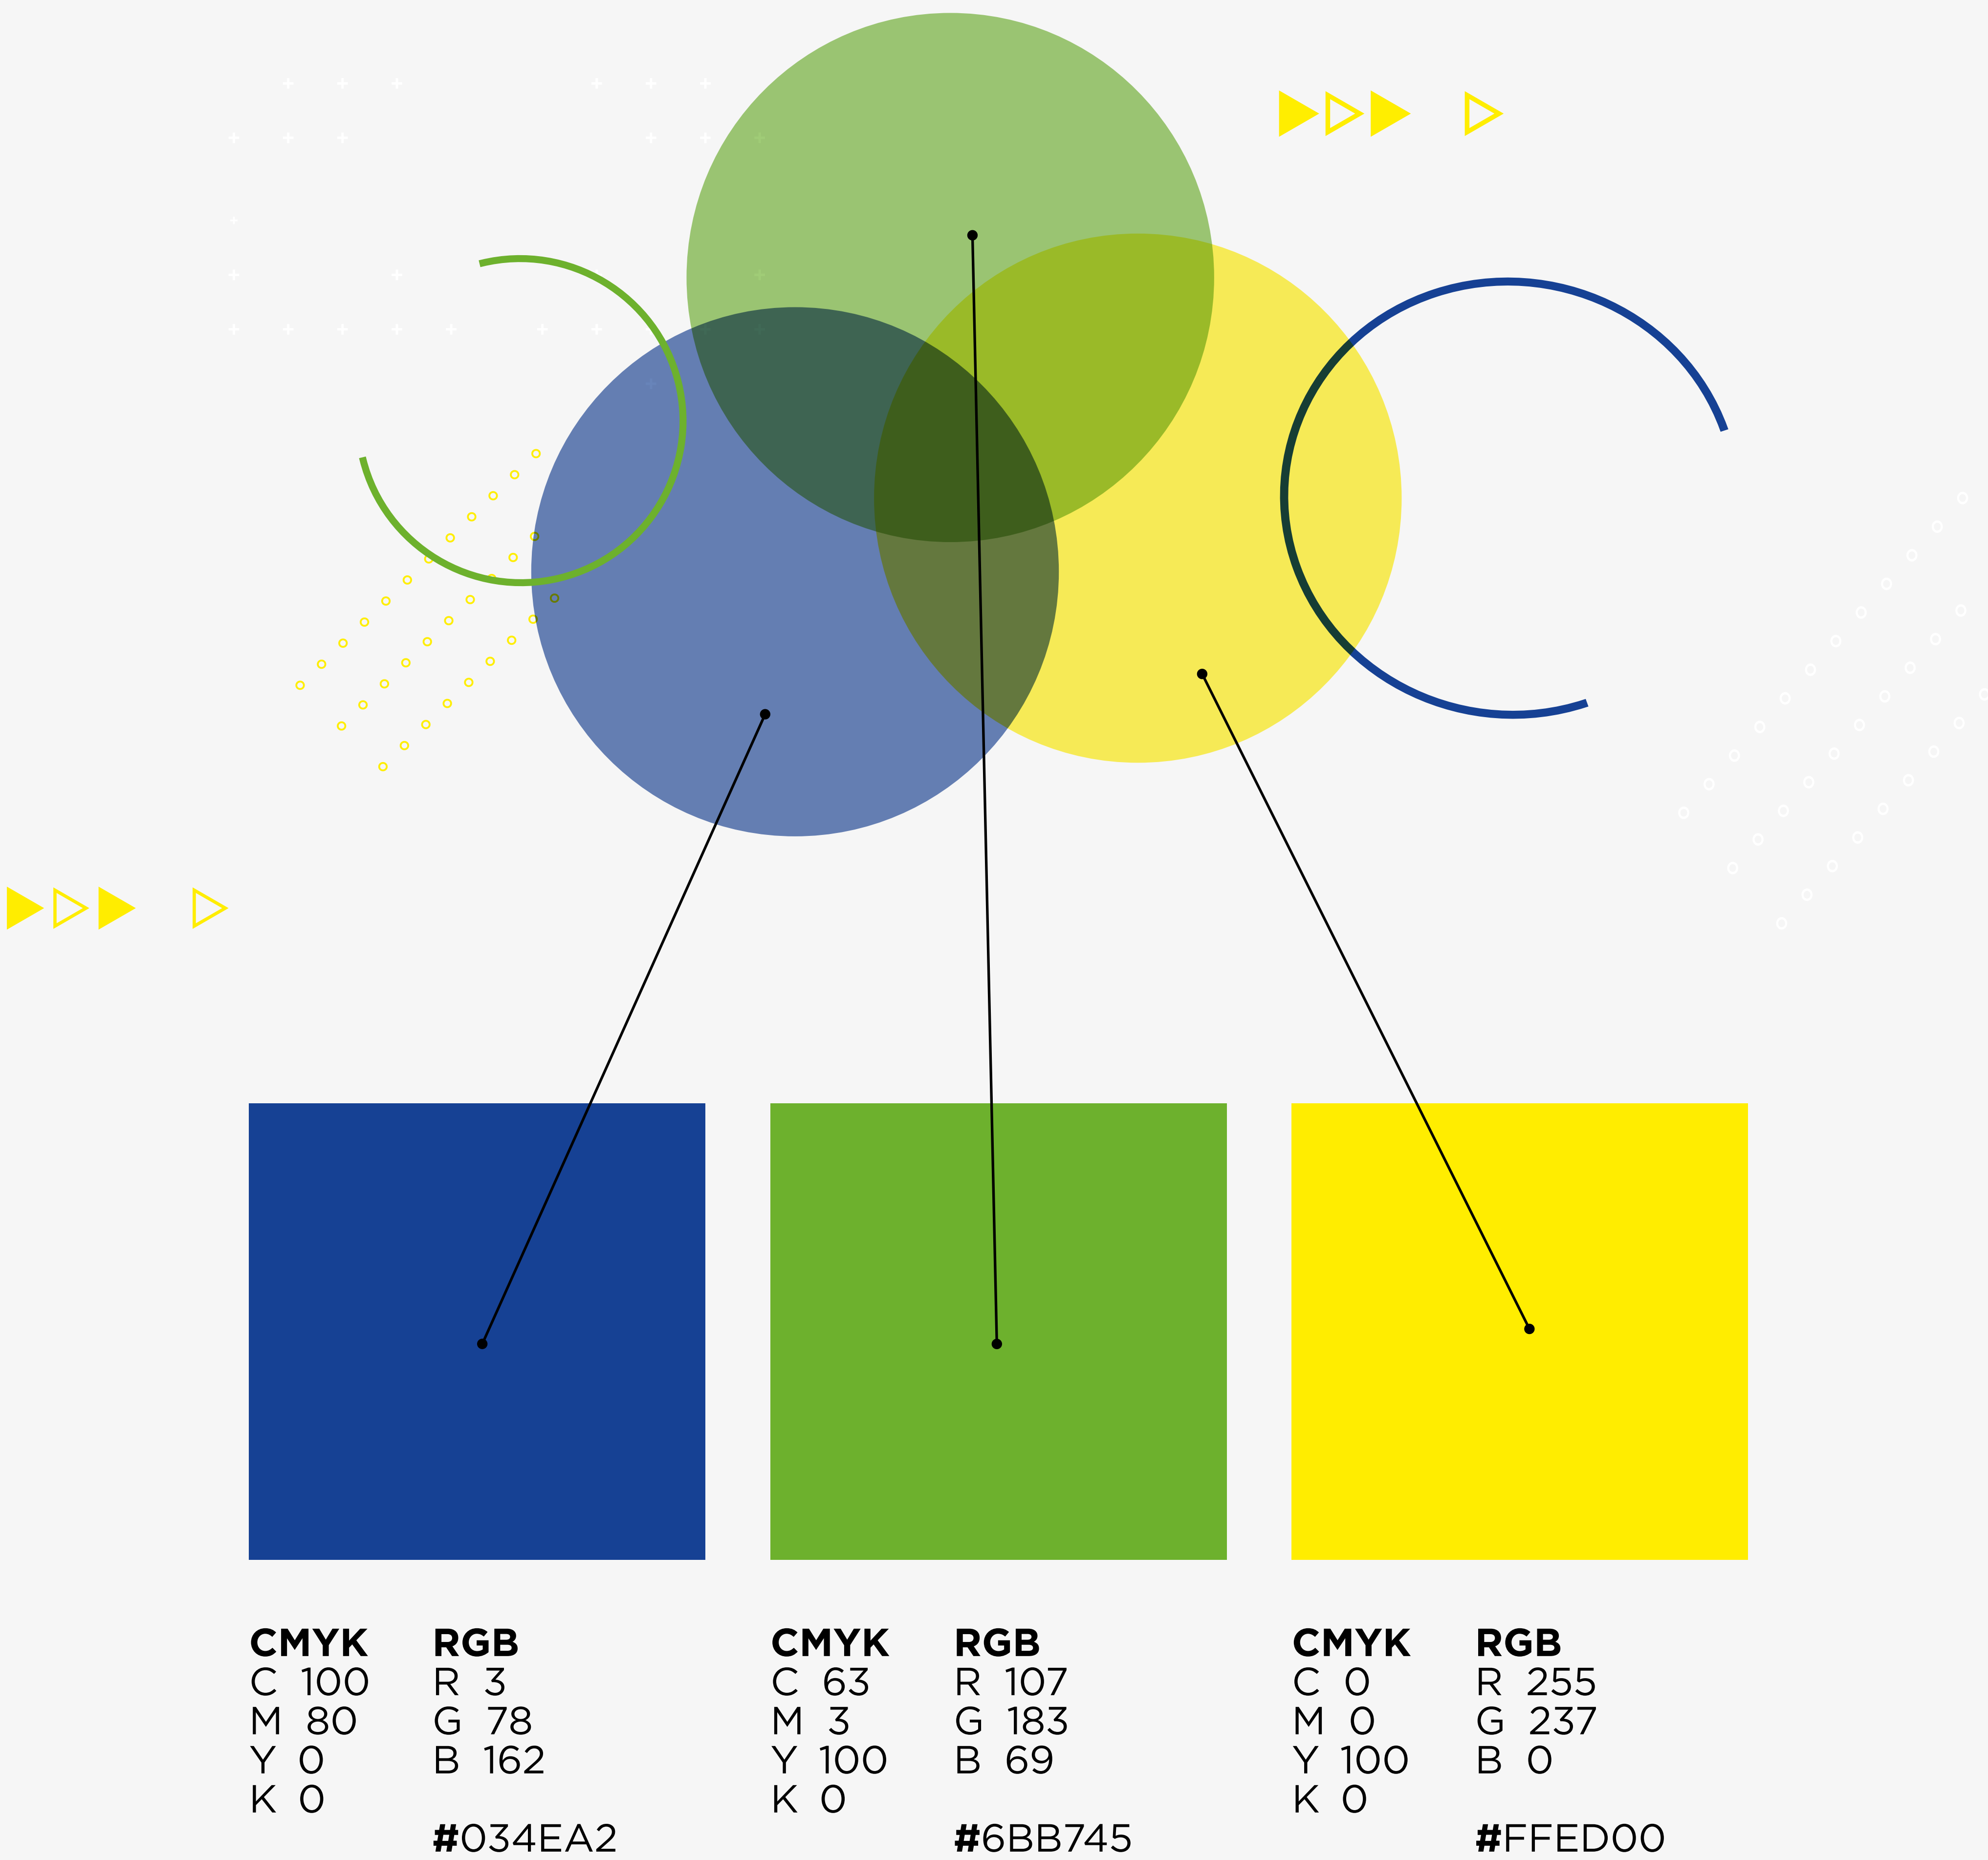 CMYK
C 100
M 80
Y 0
K 0
RGB
R 3
G 78
B 162
#034EA2
CMYK
C 63
M 3
Y 100
K 0
RGB
R 107
G 183
B 69
#6BB745
CMYK
C 0
M 0
Y 100
K 0
RGB
R 255
G 237
B 0
#FFED00